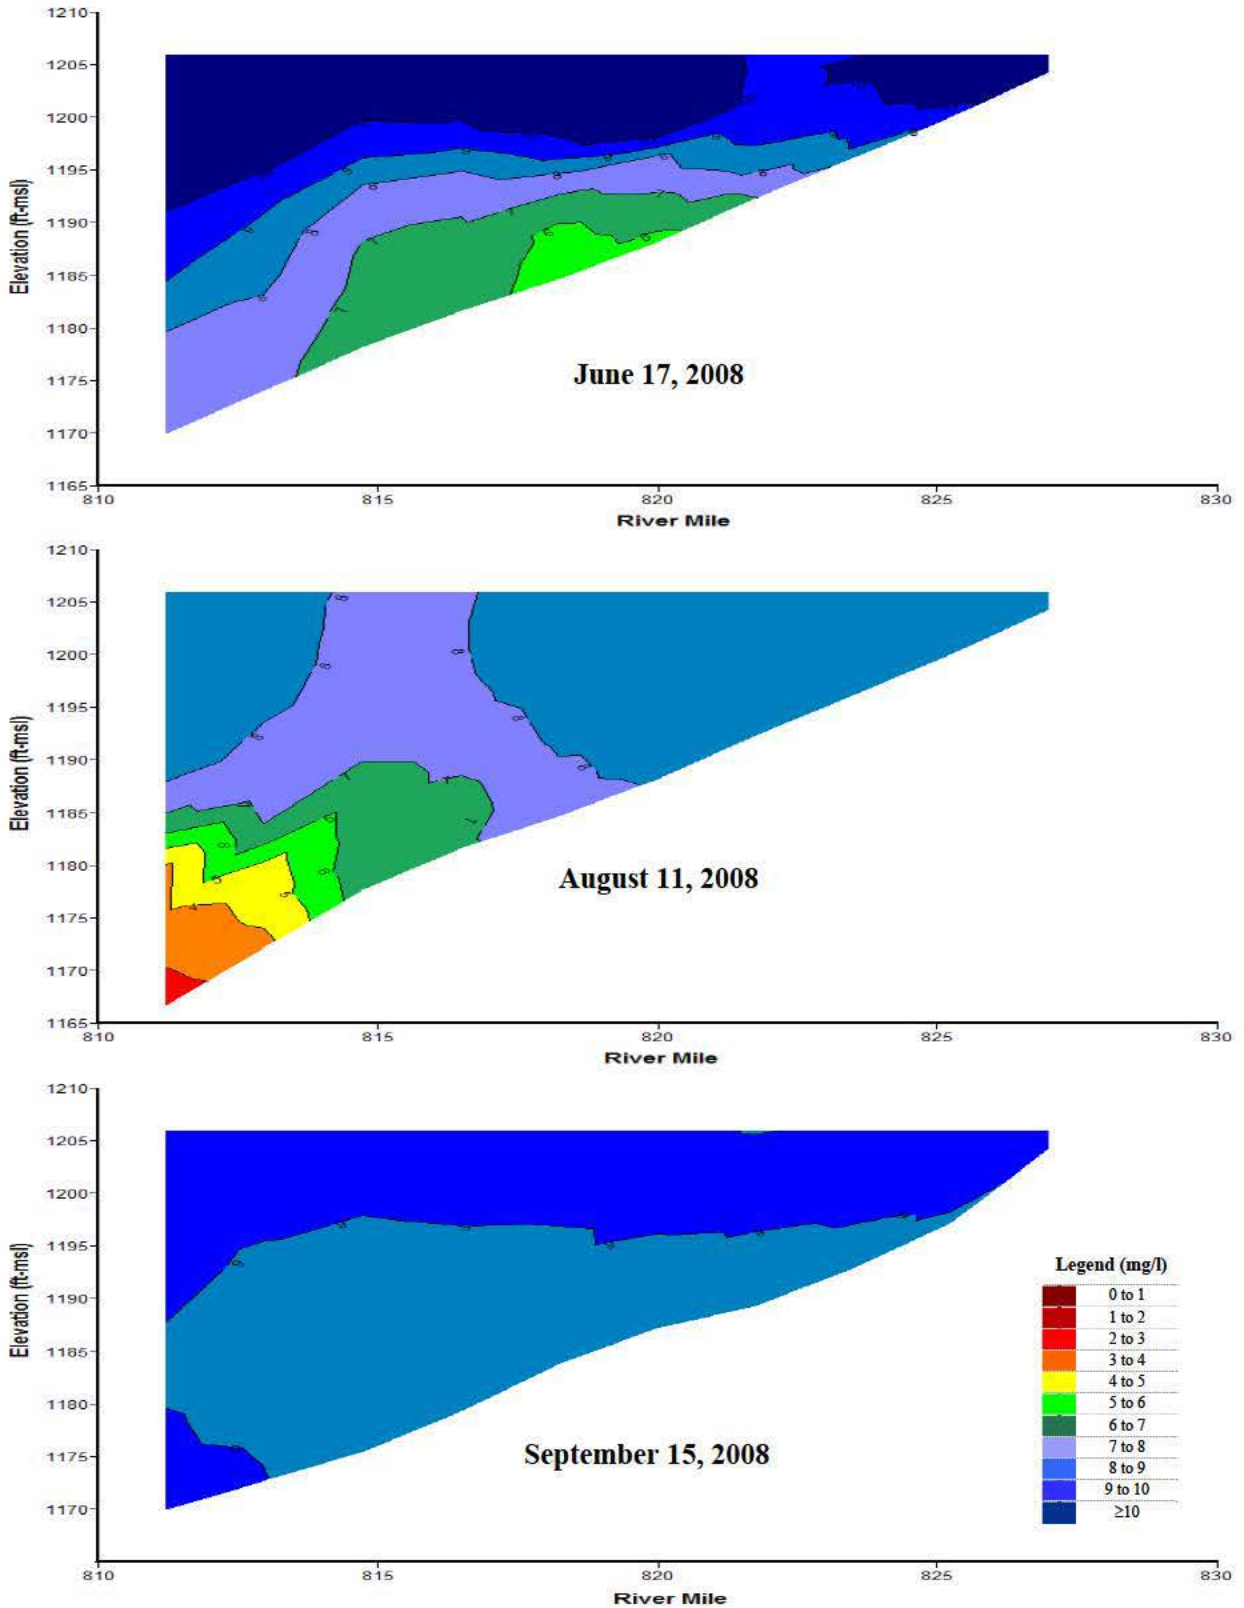 1210
1205
1200
1195
1190
1185
1180
1175
1170
1165
Elevation (ft-msl)
June 17, 2008
810 815 820 825 830
River Mile
1210
1205
1200
1195
1190
1185
1180
1175
1170
1165
Elevation (ft-msl)
August 11, 2008
810 815 820 825 830
River Mile
1210
1205
1200
1195
1190
1185
1180
1175
1170
Elevation (ft-msl)
September 15, 2008
Legend (mg/l)
0 to 1
1 to 2
2 to 3
3 to 4
4 to 5
5 to 6
6 to 7
7 to 8
8 to 9
9 to 10
≥10
810 815 820 825 830
River Mile